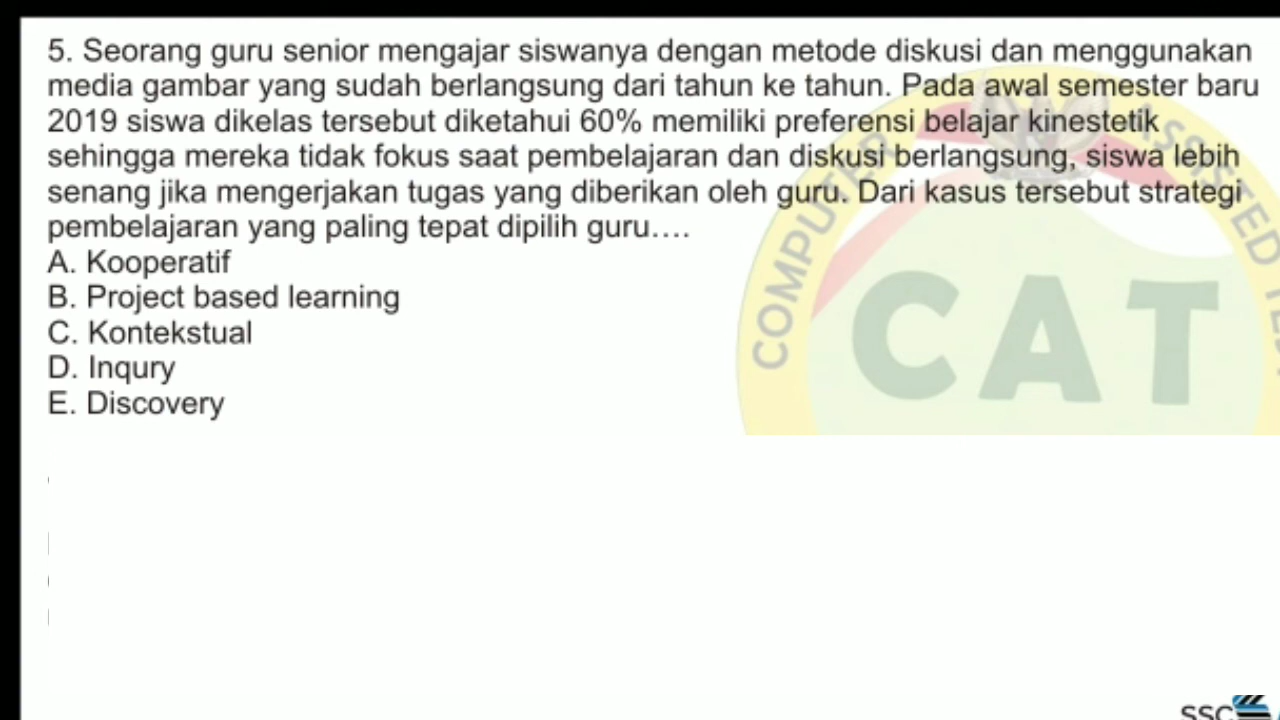 5. Seorang guru senior mengajar siswanya dengan metode diskusi dan menggunakan
media gambar yang sudah berlangsung dari tahun ke tahun. Pada awal semester baru
2019 siswa dikelas tersebut diketahui 60% memiliki preferensi belajar kinestetik
sehingga mereka tidak fokus saat pembelajaran dan diskusi berlangsung, siswa lebih
senang jika mengerjakan tugas yang diberikan oleh guru. Dari kasus tersebut strategi
pembelajaran yang paling tepat dipilih guru….
A. Kooperatif
B. Project based learning
C. Kontekstual
D. Inqury
E. Discovery
COMPUTER ASSISTED
CAT
SSC